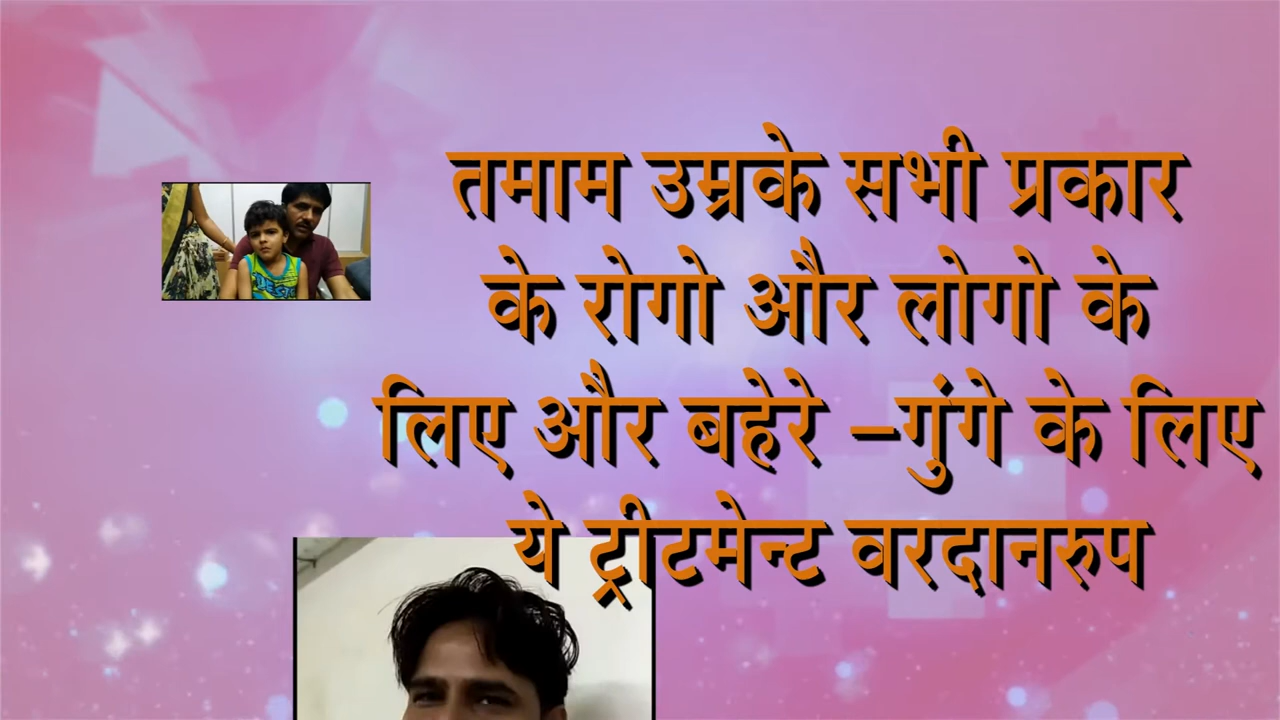 तमाम उम्रके सभी प्रकार
के रोगो और लोगो के
लिए और बहेरे –गुंगे के लिए
ये ट्रीटमेन्ट वरदानरुप